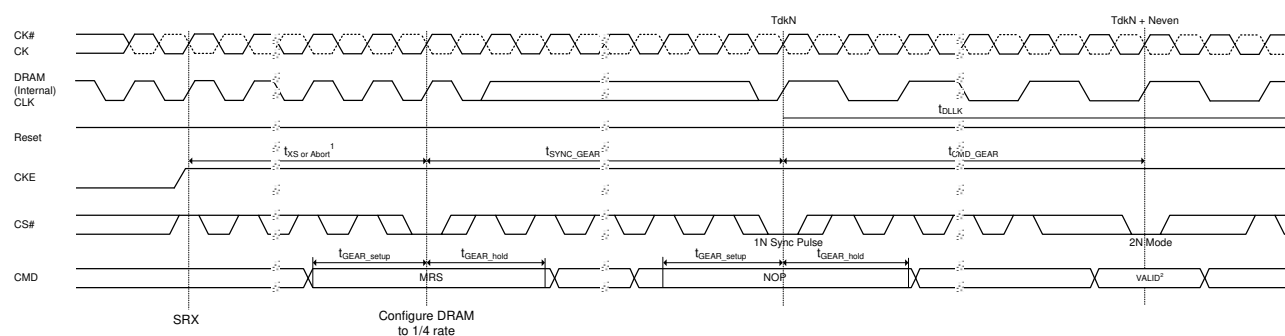 TdkN
TdkN + Neven
CK#
CK
DRAM
(Internal)
CLK
tDLLK
Reset
tXS or Abort1
tSYNC_GEAR
tCMD_GEAR
CKE
CS#
1N Sync Pulse
2N Mode
tGEAR_setup
tGEAR_hold
tGEAR_setup
tGEAR_hold
CMD
MRS
NOP
VALID2
SRX
Configure DRAM
to 1/4 rate